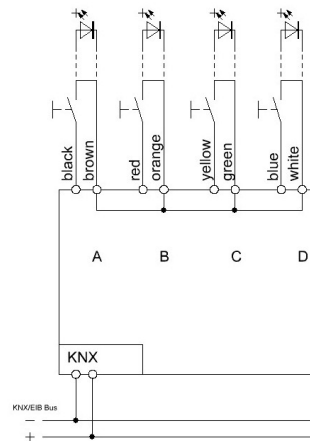 black
brown
red
orange
yellow
green
blue
white
A
B
C
D
KNX
KNX/EIB Bus
–
+